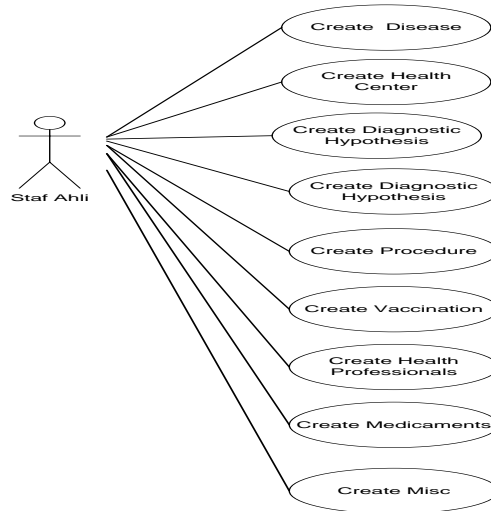 Create Disease
Create Health
Center
Create Diagnostic
Hypothesis
Staf Ahli
Create Diagnostic
Hypothesis
Create Procedure
Create Vaccination
Create Health
Professionals
Create Medicaments
Create Misc